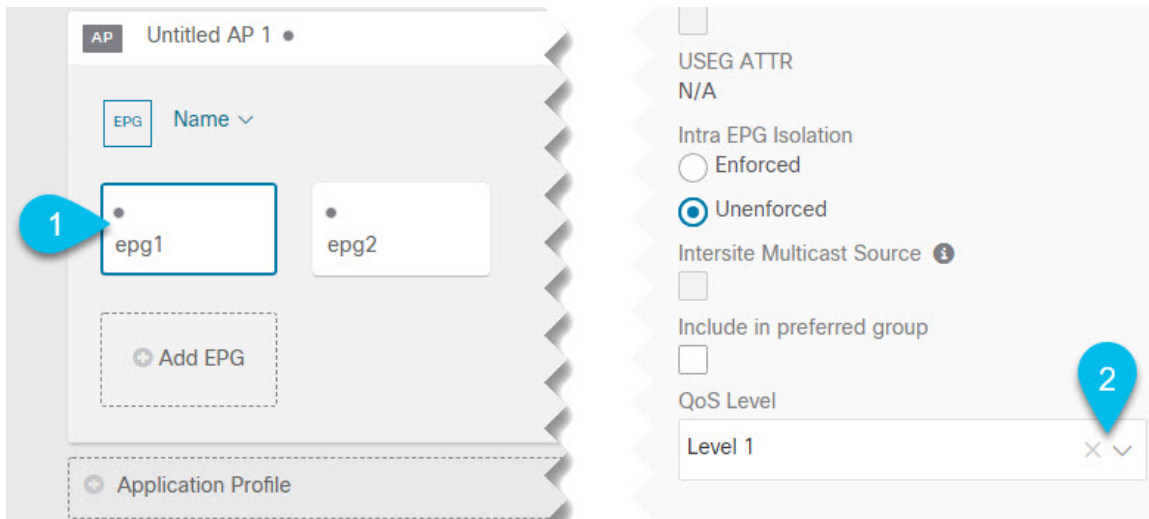 AP Untitled AP 1
EPG Name
1
epg1
epg2
Add EPG
Application Profile
USEG ATTR
N/A
Intra EPG Isolation
Enforced
Unenforced
Intersite Multicast Source i
Include in preferred group
2
QoS Level
Level 1